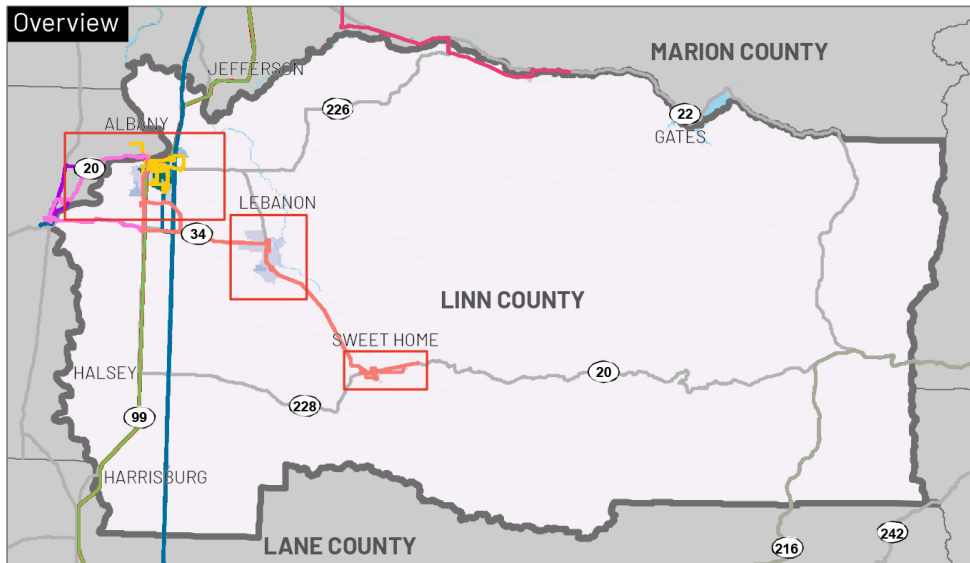 Overview
MARION COUNTY
JEFFERSON
226
22
ALBANY
GATES
20
LEBANON
34
LINN COUNTY
SWEET HOME
HALSEY
20
228
99
HARRISBURG
LANE COUNTY
242
216